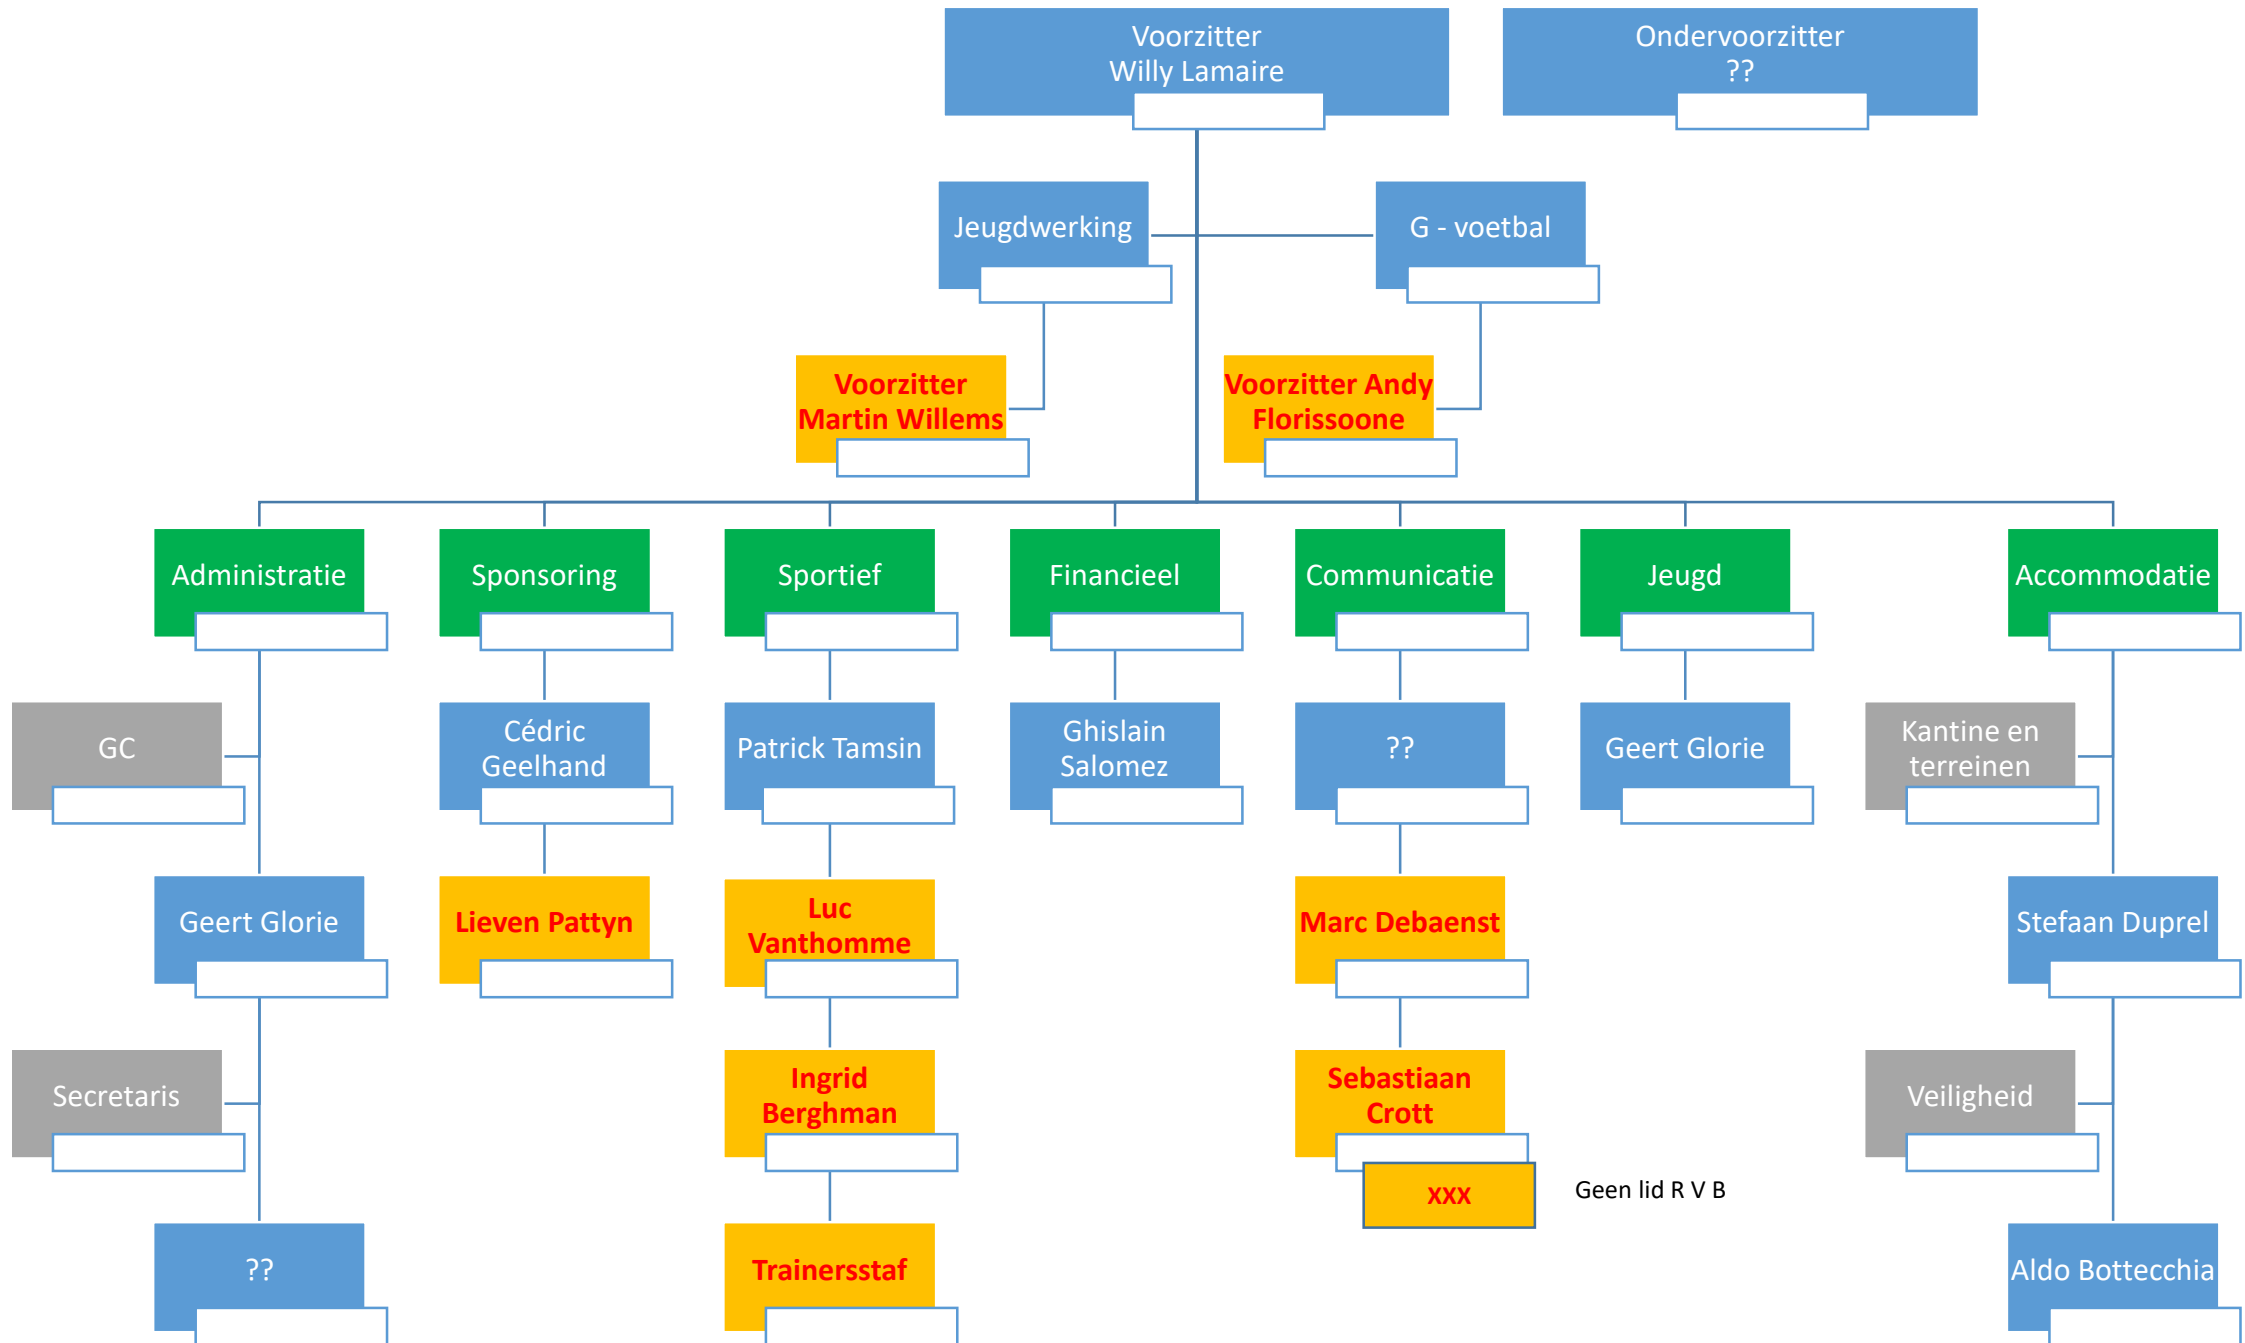 Voorzitter
Willy Lamaire
Ondervoorzitter
??
Jeugdwerking
G - voetbal
Voorzitter
Martin Willems
Voorzitter Andy
Florissoone
Administratie
Sponsoring
Sportief
Financieel
Communicatie
Jeugd
Accommodatie
GC
Cédric
Geelhand
Patrick Tamsin
Ghislain
Salomez
??
Geert Glorie
Kantine en
terreinen
Geert Glorie
Lieven Pattyn
Luc
Vanthomme
Marc Debaenst
Stefaan Duprel
Secretaris
Ingrid
Berghman
Sebastiaan
Crott
Veiligheid
xxx
Geen lid R V B
??
Trainersstaf
Aldo Bottecchia